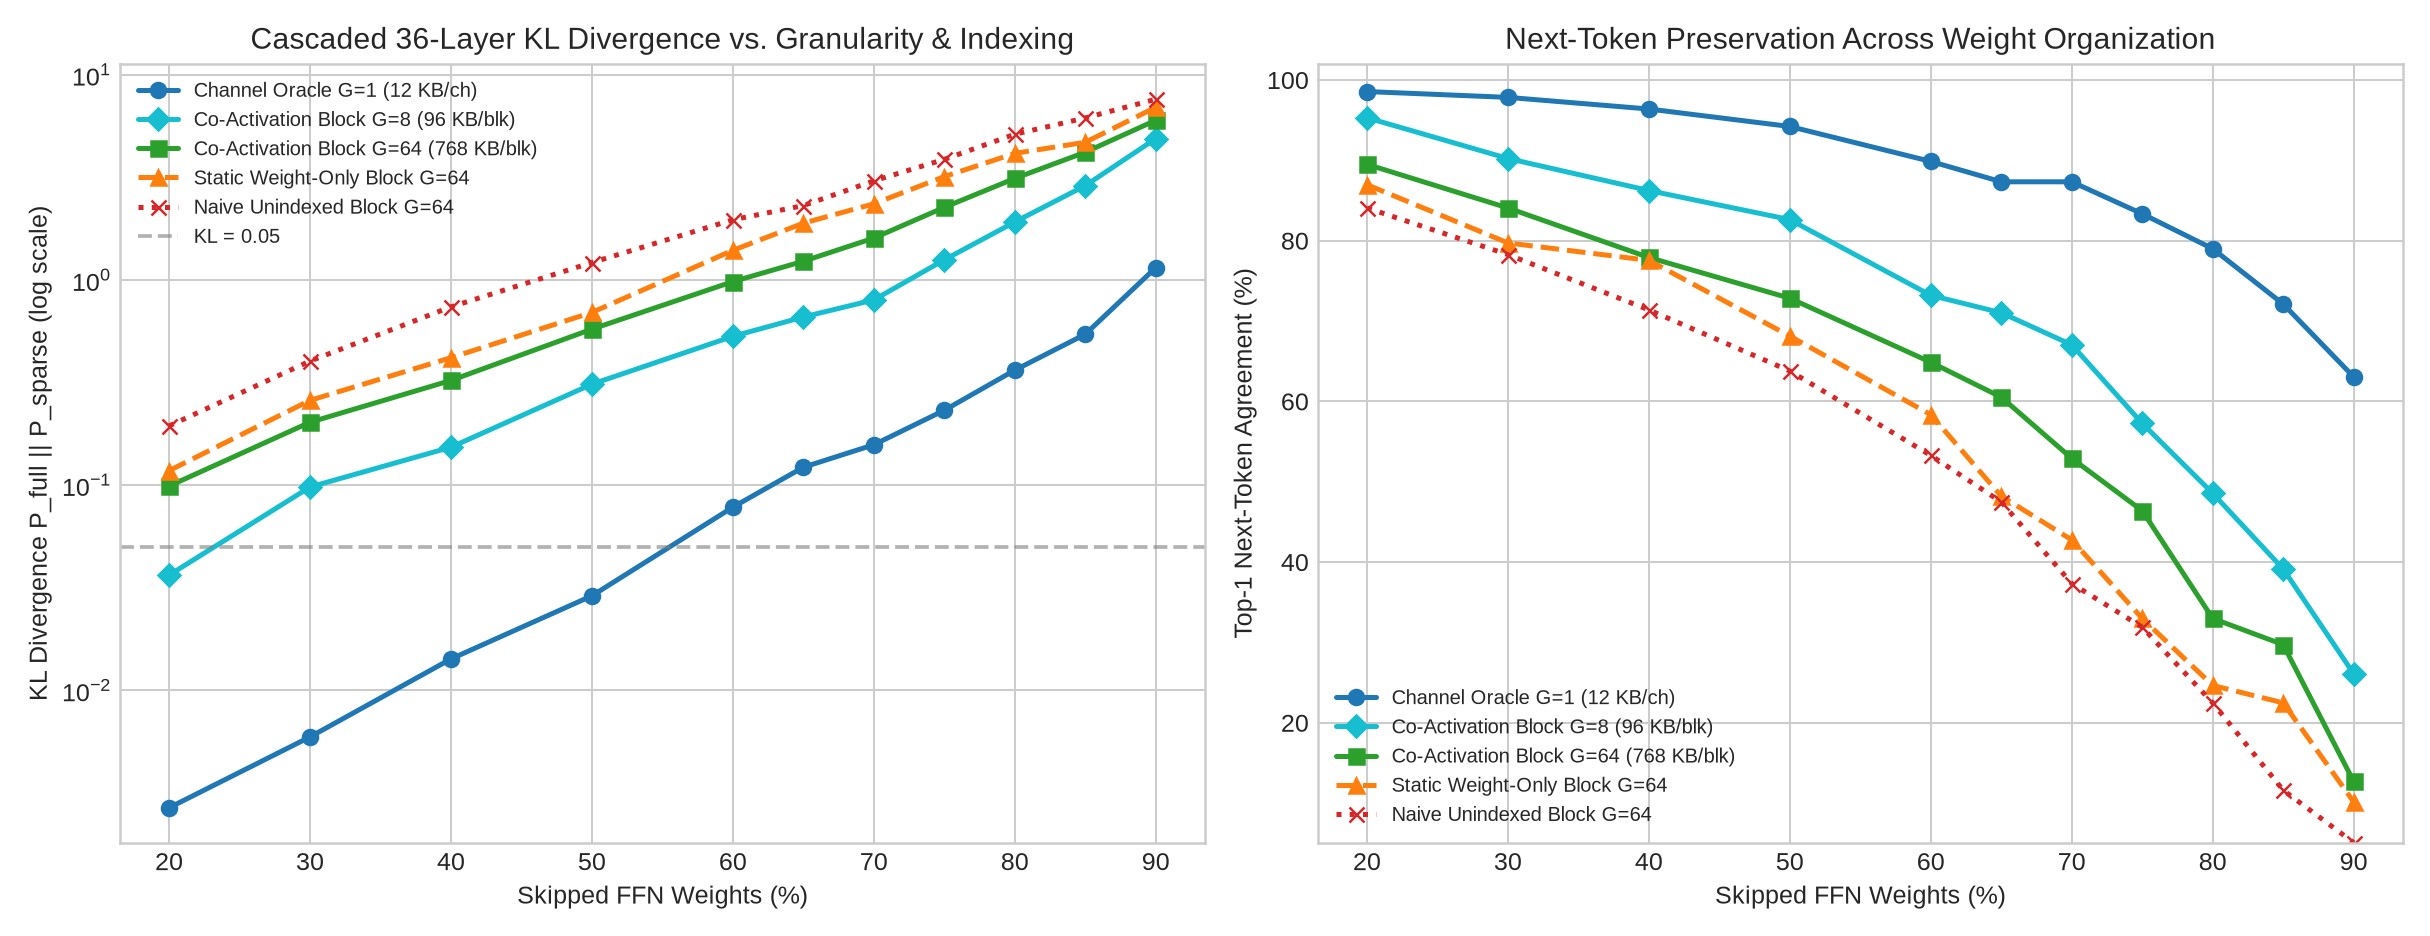 Cascaded 36-Layer KL Divergence vs. Granularity & Indexing
KL Divergence P_full || P_sparse (log scale)
10¹
10⁰
10⁻¹
10⁻²
Channel Oracle G=1 (12 KB/ch)
Co-Activation Block G=8 (96 KB/blk)
Co-Activation Block G=64 (768 KB/blk)
Static Weight-Only Block G=64
Naive Unindexed Block G=64
KL = 0.05
20 30 40 50 60 70 80 90
Skipped FFN Weights (%)
Next-Token Preservation Across Weight Organization
Top-1 Next-Token Agreement (%)
100
80
60
40
20
Channel Oracle G=1 (12 KB/ch)
Co-Activation Block G=8 (96 KB/blk)
Co-Activation Block G=64 (768 KB/blk)
Static Weight-Only Block G=64
Naive Unindexed Block G=64
20 30 40 50 60 70 80 90
Skipped FFN Weights (%)